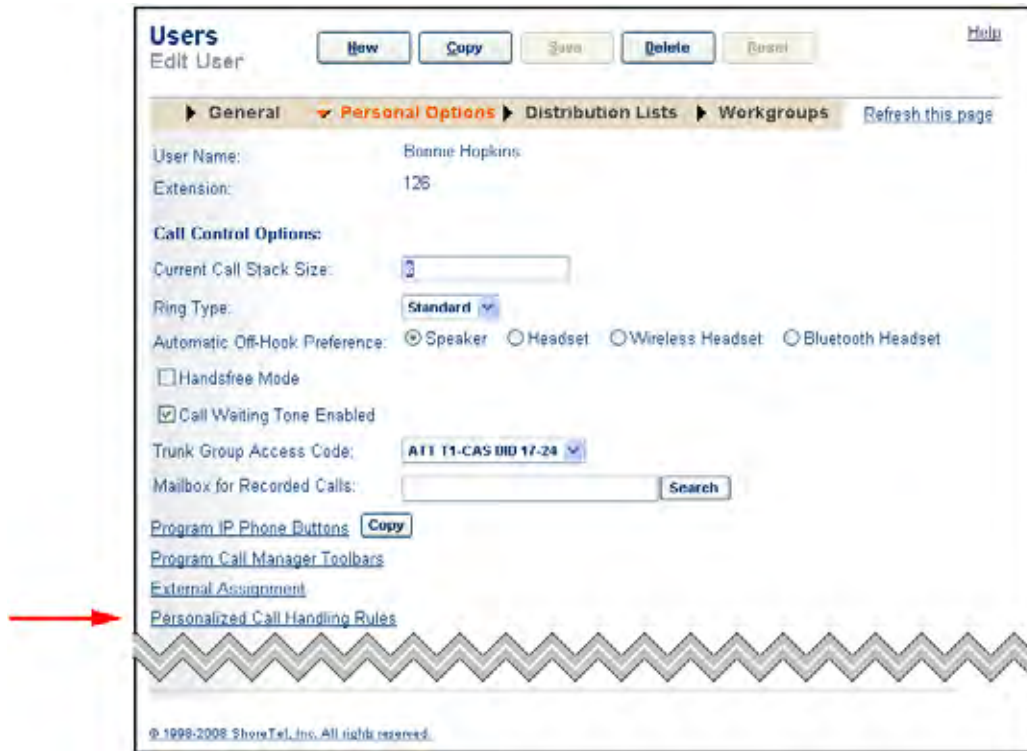 Users
Edit User
New Copy Save Delete Reset Help
General Personal Options Distribution Lists Workgroups Refresh this page
User Name: Bonnie Hopkins
Extension: 126
Call Control Options:
Current Call Stack Size:
Ring Type: Standard
Automatic Off-Hook Preference: Speaker Headset Wireless Headset Bluetooth Headset
Handsfree Mode
Call Waiting Tone Enabled
Trunk Group Access Code: ATT T1-CAS DID 17-24
Mailbox for Recorded Calls: Search
Program IP Phone Buttons Copy
Program Call Manager Toolbars
External Assignment
Personalized Call Handling Rules
© 1998-2008 ShoreTel, Inc. All rights reserved.